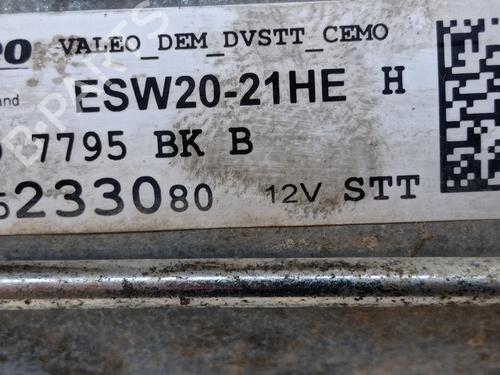 VALEO_DEM_DVSTT_CEMO
ESW20-21HE H
7795 BK B
233080 12V STT